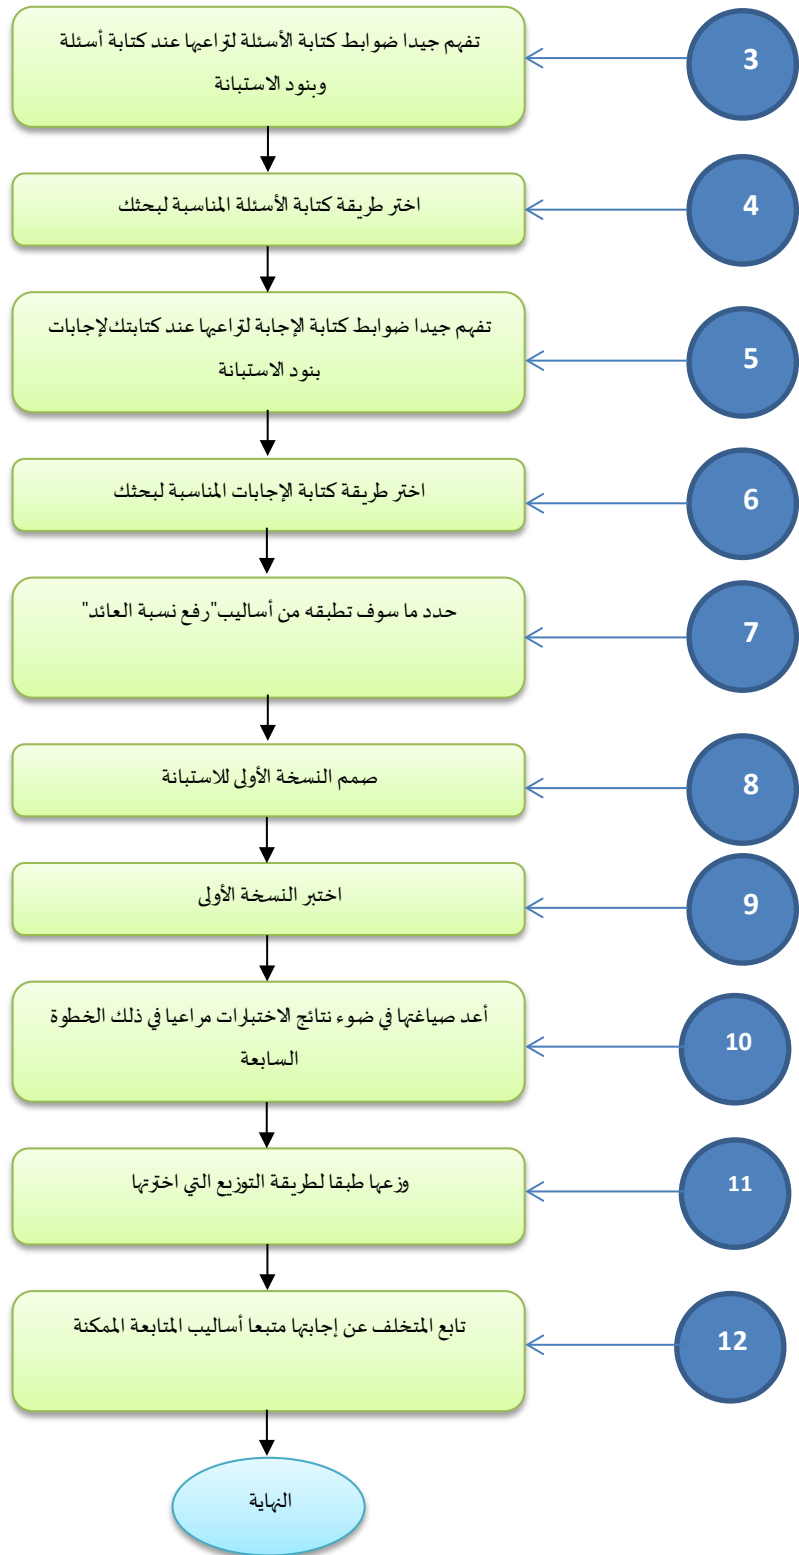 تفهم جيدا ضوابط كتابة الأسئلة لتراعيها عند كتابة أسئلة
وبنود الاستبانة
3
اختر طريقة كتابة الأسئلة المناسبة لبحثك
4
تفهم جيدا ضوابط كتابة الإجابة لتراعيها عند كتابتك لإجابات
بنود الاستبانة
5
اختر طريقة كتابة الإجابات المناسبة لبحثك
6
حدد ما سوف تطبقه من أساليب"رفع نسبة العائد"
7
صمم النسخة الأولى للاستبانة
8
اختبر النسخة الأولى
9
أعد صياغتها في ضوء نتائج الاختبارات مراعيا في ذلك الخطوة
السابعة
10
وزعها طبقا لطريقة التوزيع التي اخترتها
11
تابع المتخلف عن إجابتها متبعا أساليب المتابعة الممكنة
12
النهاية